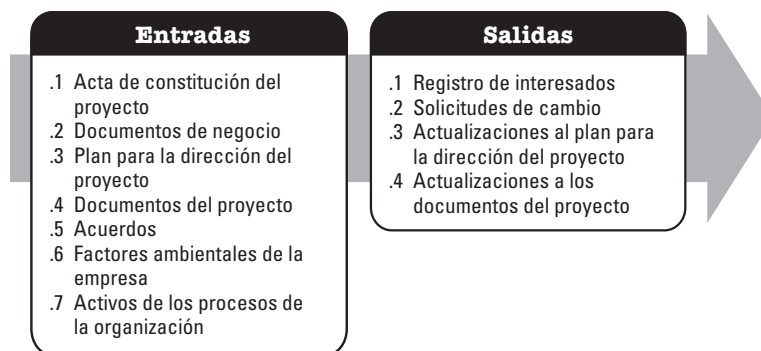 Entradas
.1 Acta de constitución del
proyecto
.2 Documentos de negocio
.3 Plan para la dirección del
proyecto
.4 Documentos del proyecto
.5 Acuerdos
.6 Factores ambientales de la
empresa
.7 Activos de los procesos de
la organización
Salidas
.1 Registro de interesados
.2 Solicitudes de cambio
.3 Actualizaciones al plan para
la dirección del proyecto
.4 Actualizaciones a los
documentos del proyecto